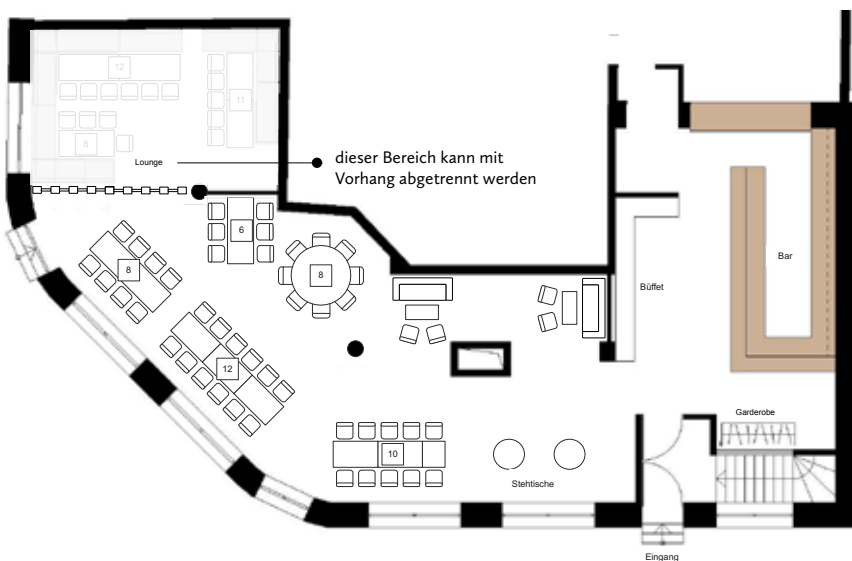 12
11
8
Lounge
dieser Bereich kann mit
Vorhang abgetrennt werden
6
8
8
Büffet
Bar
12
Garderobe
10
Stehtische
Eingang